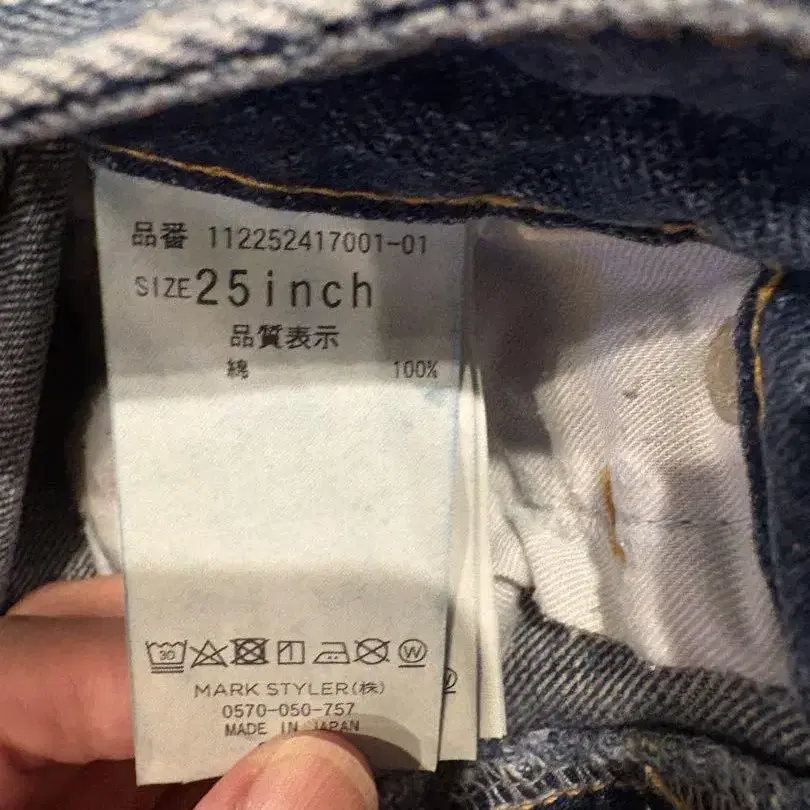 品番 112252417001-01
SIZE 25inch
品質表示
綿 100%
30
W
MARK STYLER(株)
0570-050-757
MADE IN JAPAN